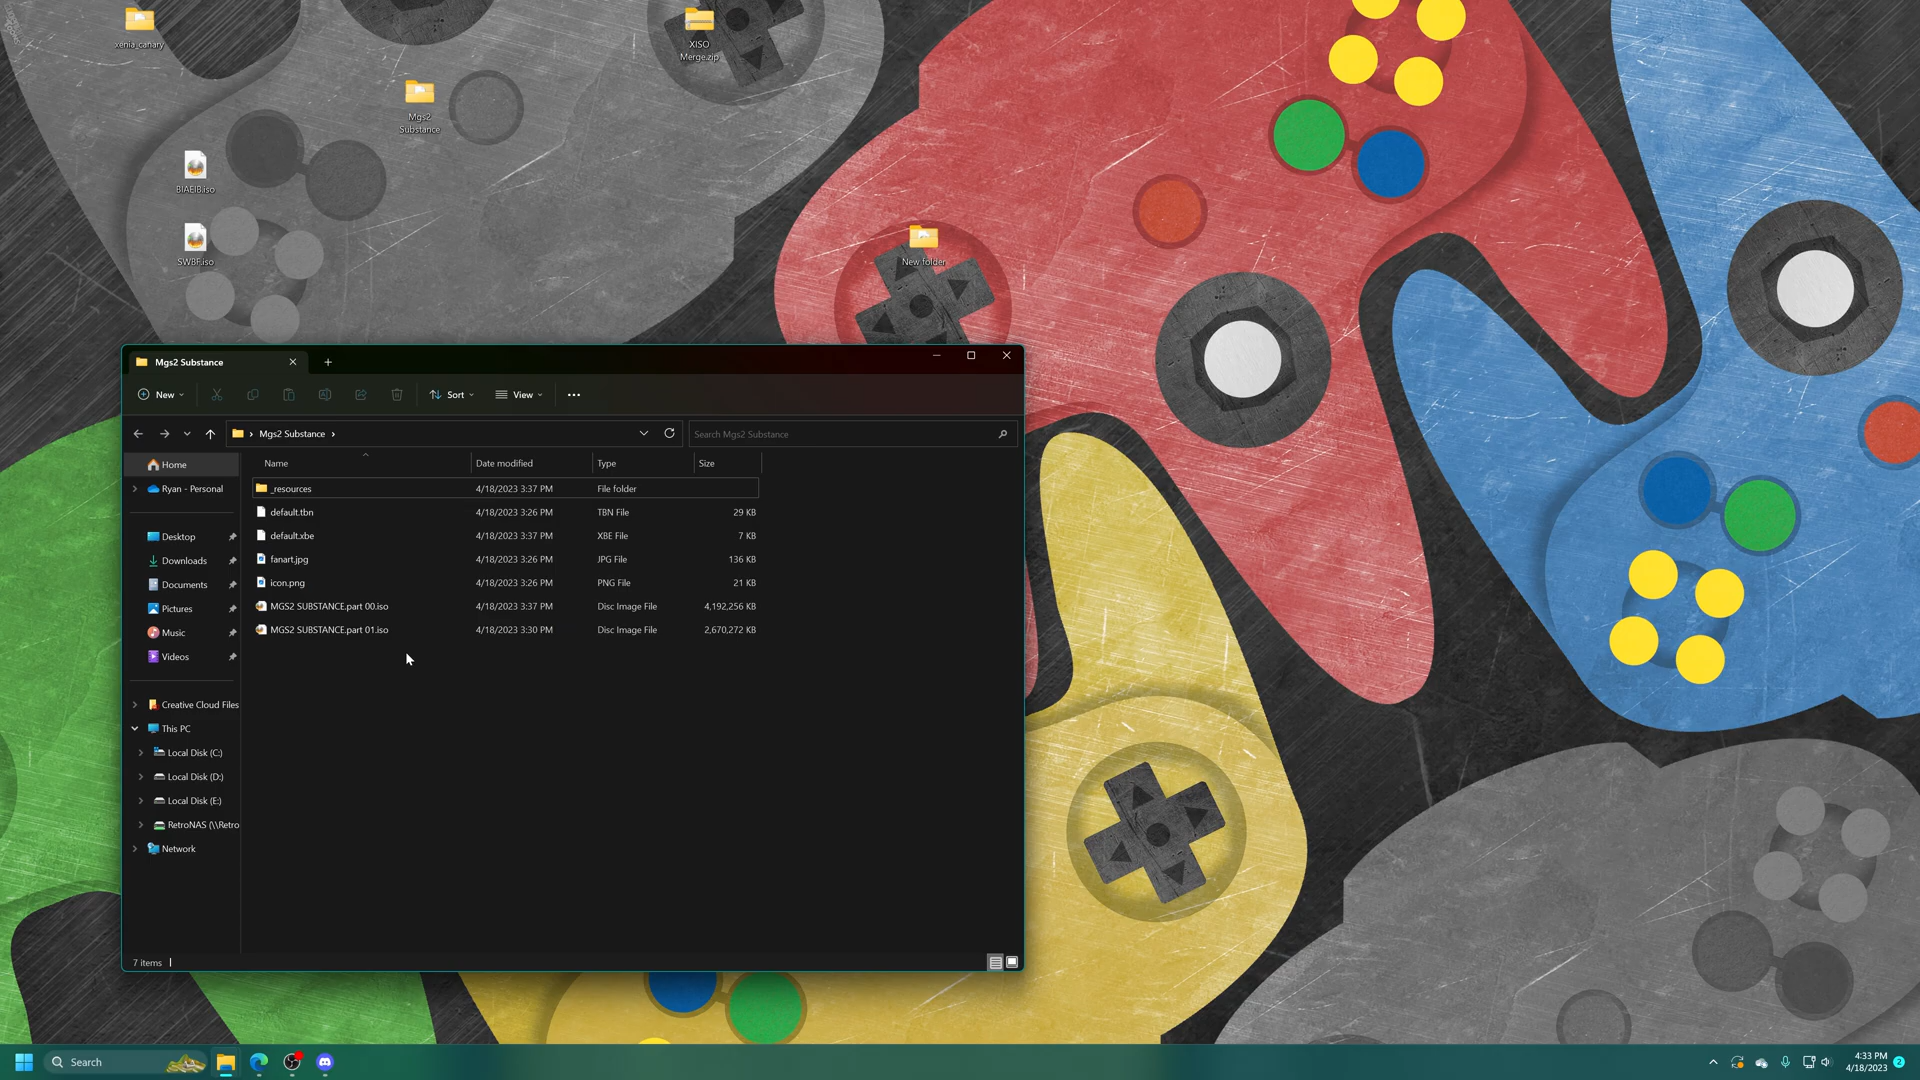 xenia_canary
XISO
Merge.zip
Mgs2
Substance
BIAEIB.iso
SWBF.iso
New folder
Mgs2 Substance
New
Sort
View
Mgs2 Substance
Search Mgs2 Substance
Name Date modified Type Size
_resources 4/18/2023 3:37 PM File folder
default.tbn 4/18/2023 3:26 PM TBN File 29 KB
default.xbe 4/18/2023 3:37 PM XBE File 7 KB
fanart.jpg 4/18/2023 3:26 PM JPG File 136 KB
icon.png 4/18/2023 3:26 PM PNG File 21 KB
MGS2 SUBSTANCE.part 00.iso 4/18/2023 3:37 PM Disc Image File 4,192,256 KB
MGS2 SUBSTANCE.part 01.iso 4/18/2023 3:30 PM Disc Image File 2,670,272 KB
Home
Ryan - Personal
Desktop
Downloads
Documents
Pictures
Music
Videos
Creative Cloud Files
This PC
Local Disk (C:)
Local Disk (D:)
Local Disk (E:)
RetroNAS (\\Retro
Network
7 items
Search
4:33 PM
4/18/2023
2